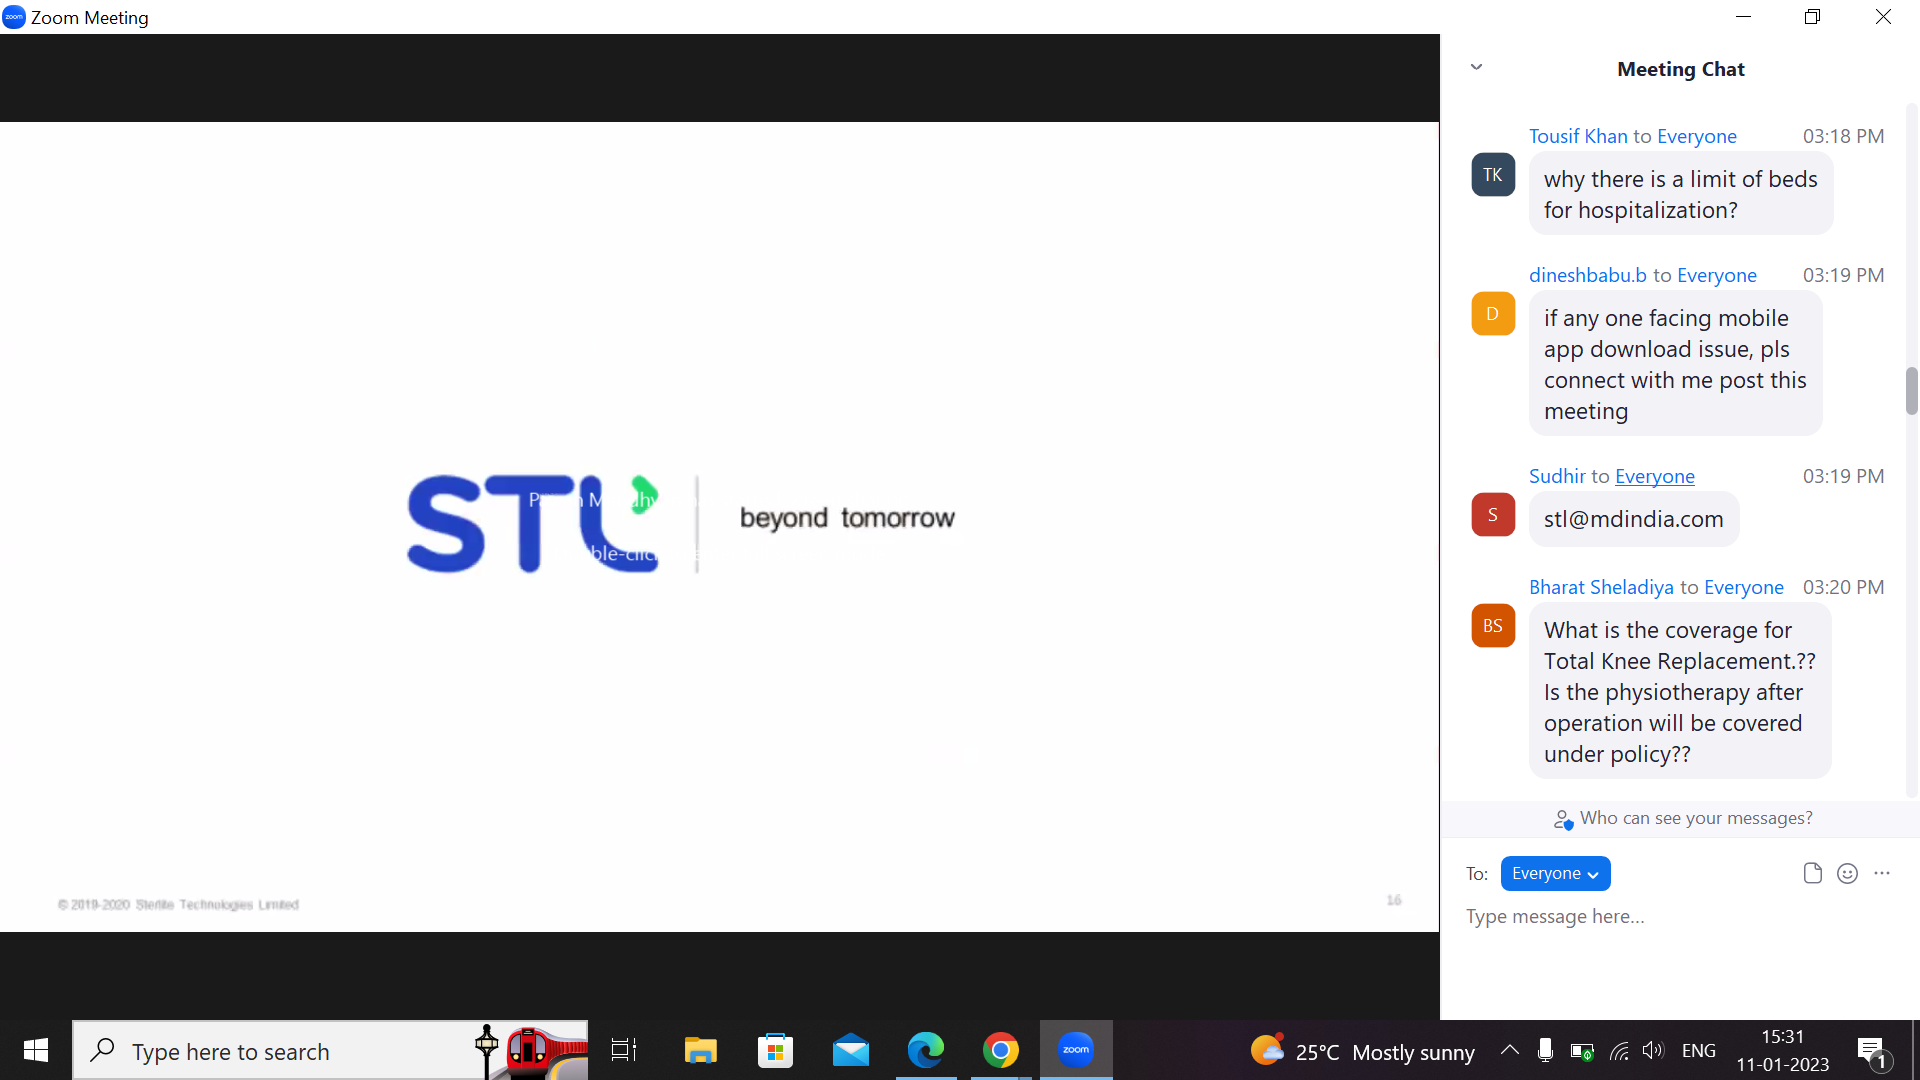 zoom Zoom Meeting
STL
beyond tomorrow
© 2019-2020 Sterlite Technologies Limited
16
Meeting Chat
Tousif Khan to Everyone 03:18 PM
TK
why there is a limit of beds
for hospitalization?
dineshbabu.b to Everyone 03:19 PM
D
if any one facing mobile
app download issue, pls
connect with me post this
meeting
Sudhir to Everyone 03:19 PM
S
stl@mdindia.com
Bharat Sheladiya to Everyone 03:20 PM
BS
What is the coverage for
Total Knee Replacement.??
Is the physiotherapy after
operation will be covered
under policy??
Who can see your messages?
To: Everyone
Type message here...
Type here to search
zoom
25°C Mostly sunny
ENG
15:31
11-01-2023
1